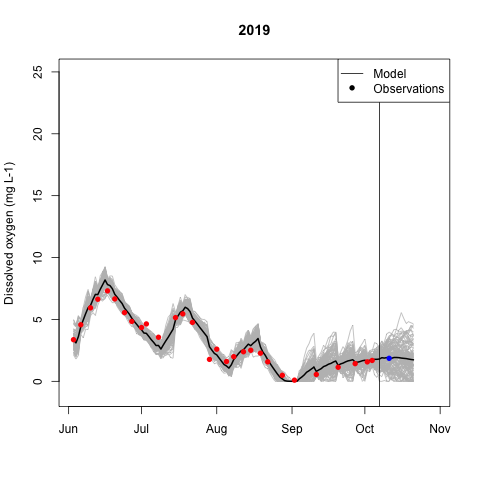 2019
Model
Observations
Dissolved oxygen (mg L-1)
25
20
15
10
5
0
Jun Jul Aug Sep Oct Nov